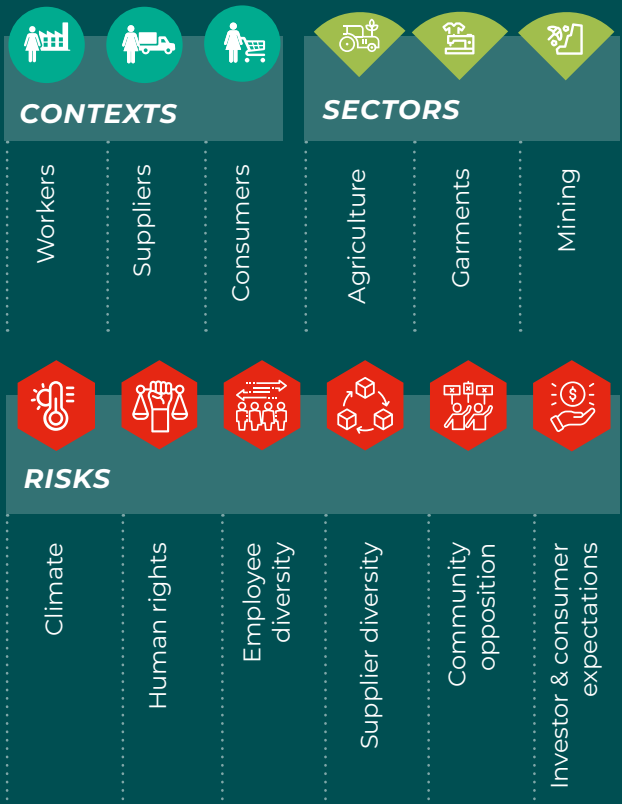 CONTEXTS
Workers
Suppliers
Consumers
SECTORS
Agriculture
Garments
Mining
RISKS
Climate
Human rights
Employee
diversity
Supplier diversity
Community
opposition
Investor & consumer
expectations